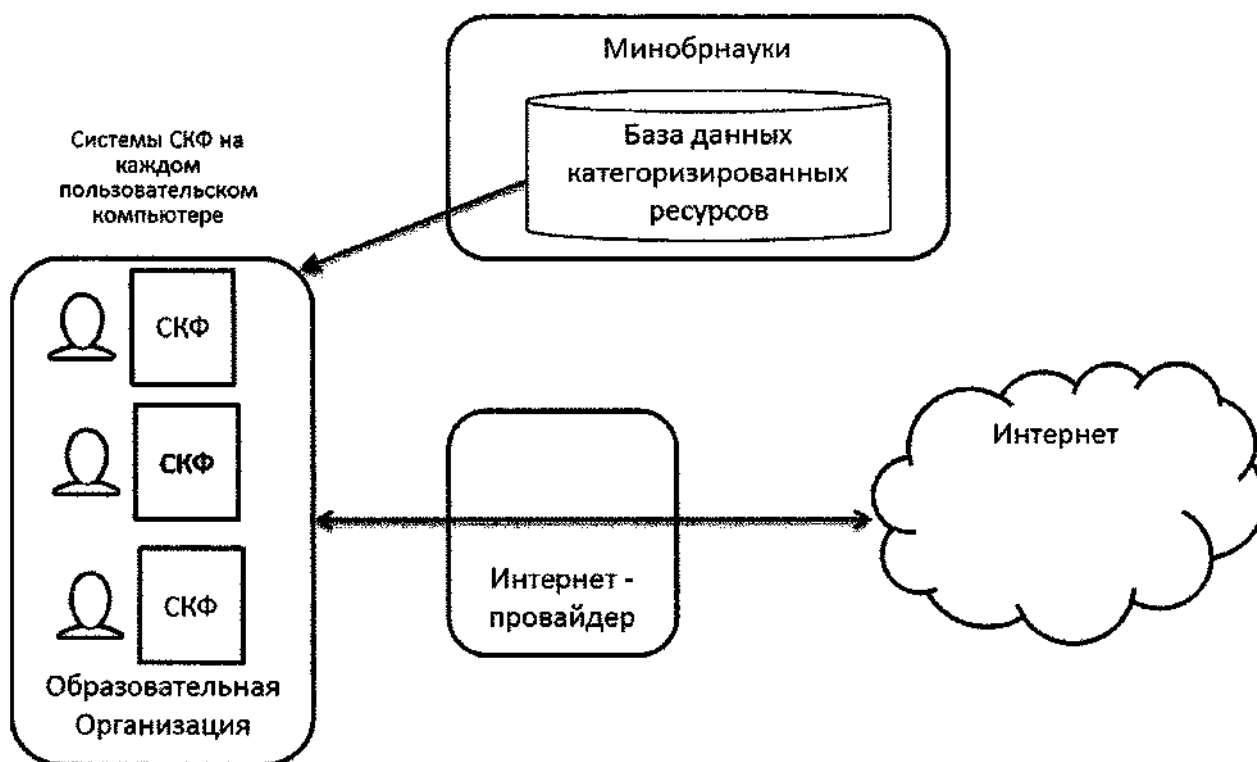 Минобрнауки
База данных
категоризированных
ресурсов
Системы СКФ на
каждом
пользовательском
компьютере
СКФ
СКФ
СКФ
Образовательная
Организация
Интернет -
провайдер
Интернет